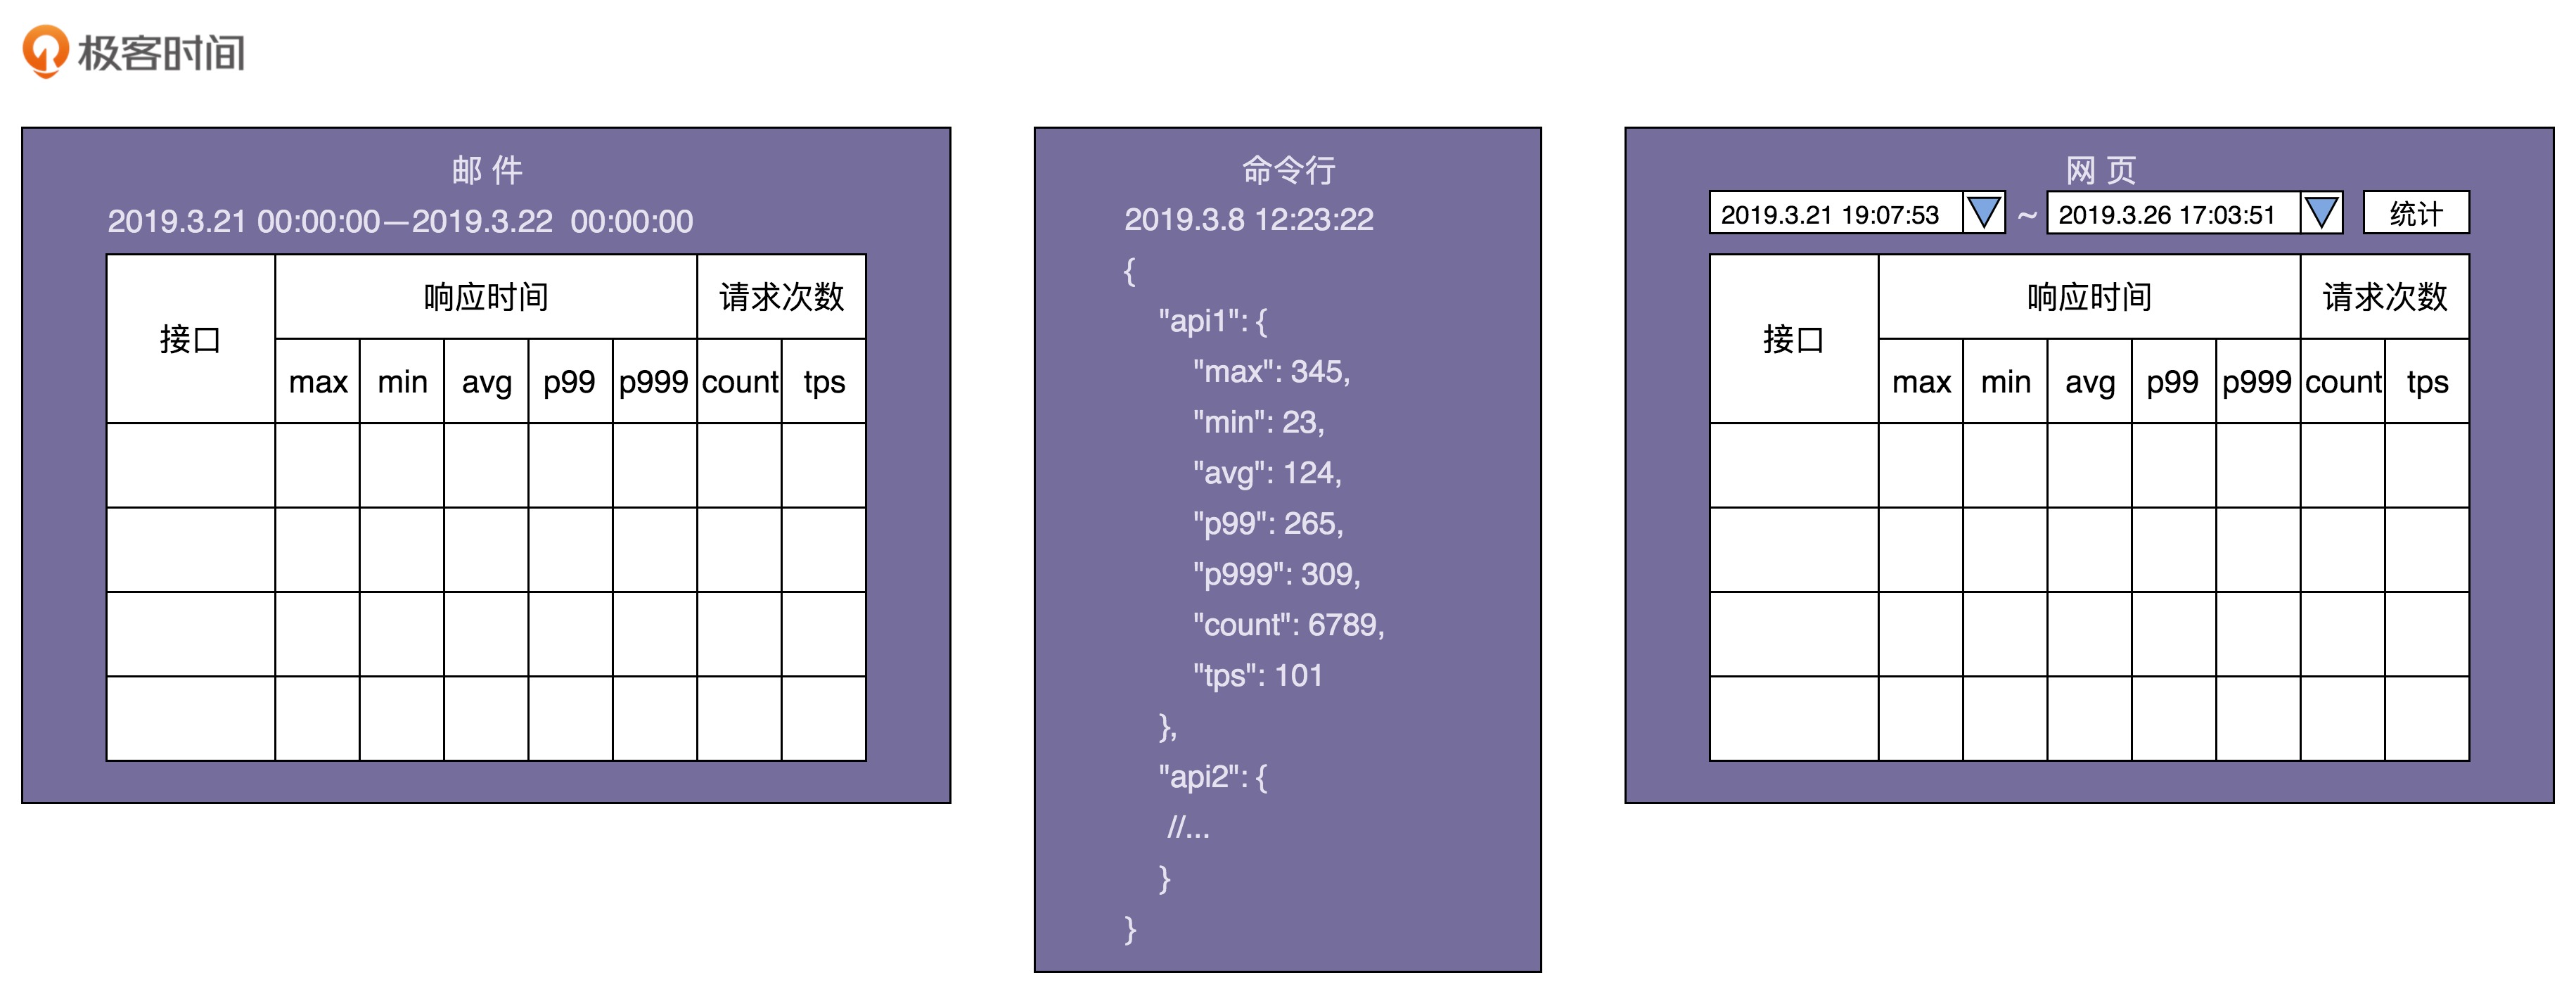 极客时间
邮 件
2019.3.21 00:00:00—2019.3.22  00:00:00
接口
响应时间
请求次数
max min avg p99 p999 count tps
命令行
2019.3.8 12:23:22
{
"api1": {
"max": 345,
"min": 23,
"avg": 124,
"p99": 265,
"p999": 309,
"count": 6789,
"tps": 101
},
"api2": {
//...
}
}
网 页
2019.3.21 19:07:53 ~ 2019.3.26 17:03:51 统计
接口
响应时间
请求次数
max min avg p99 p999 count tps